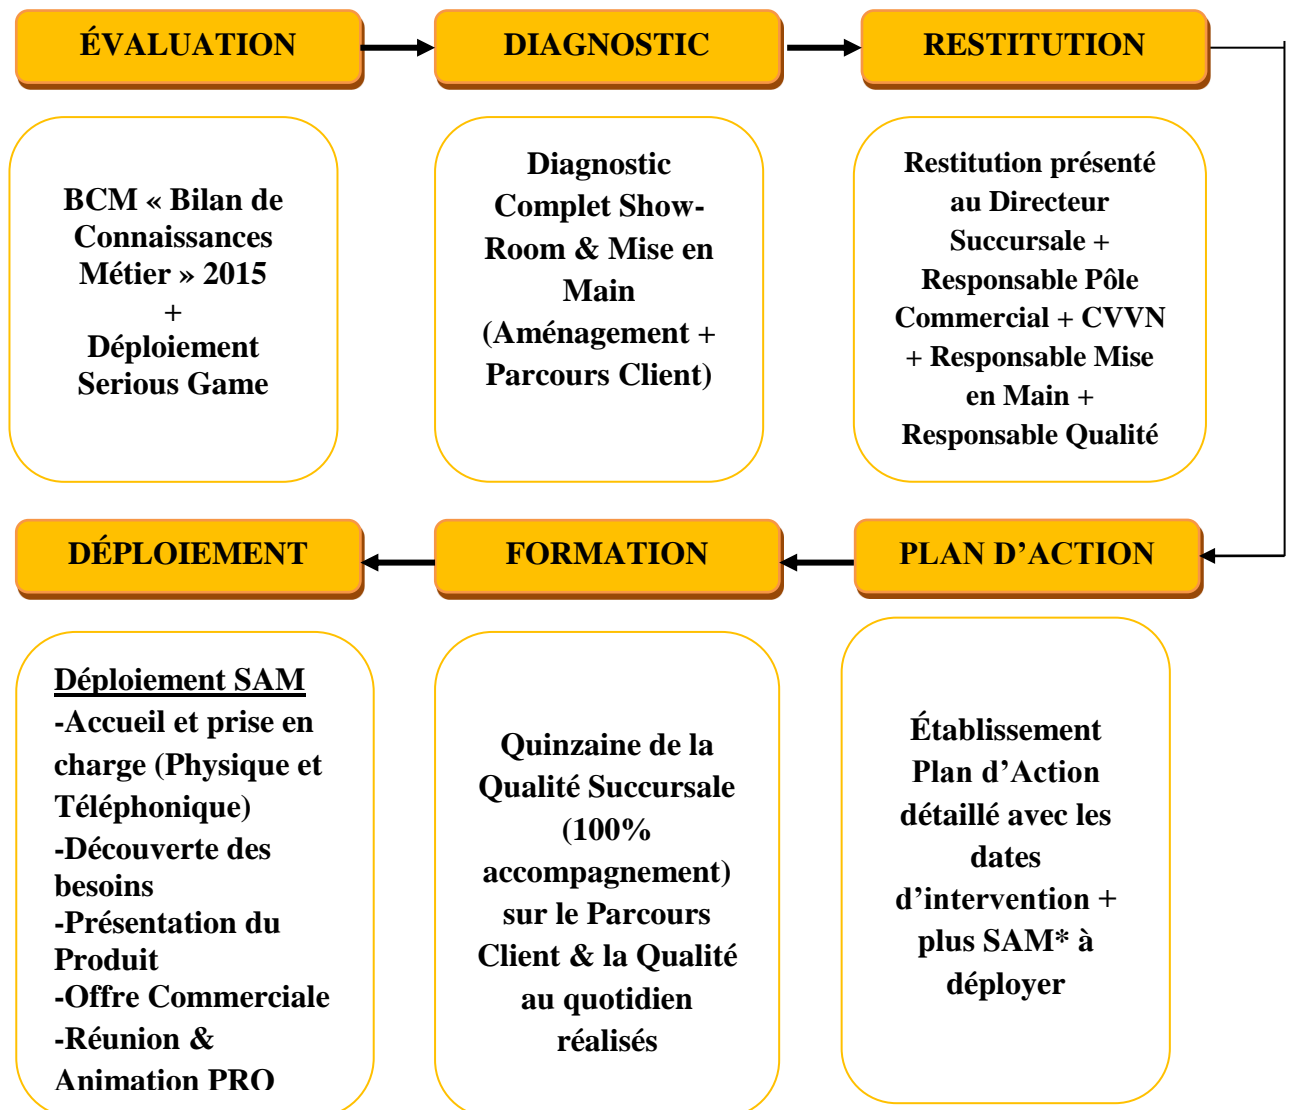 ÉVALUATION
DIAGNOSTIC
RESTITUTION
BCM « Bilan de
Connaissances
Métier » 2015
+
Déploiement
Serious Game
Diagnostic
Complet Show-
Room & Mise en
Main
(Aménagement +
Parcours Client)
Restitution présenté
au Directeur
Succursale +
Responsable Pôle
Commercial + CVVN
+ Responsable Mise
en Main +
Responsable Qualité
DÉPLOIEMENT
FORMATION
PLAN D’ACTION
Déploiement SAM
-Accueil et prise en
charge (Physique et
Téléphonique)
-Découverte des
besoins
-Présentation du
Produit
-Offre Commerciale
-Réunion &
Animation PRO
Quinzaine de la
Qualité Succursale
(100%
accompagnement)
sur le Parcours
Client & la Qualité
au quotidien
réalisés
Établissement
Plan d’Action
détaillé avec les
dates
d’intervention +
plus SAM* à
déployer